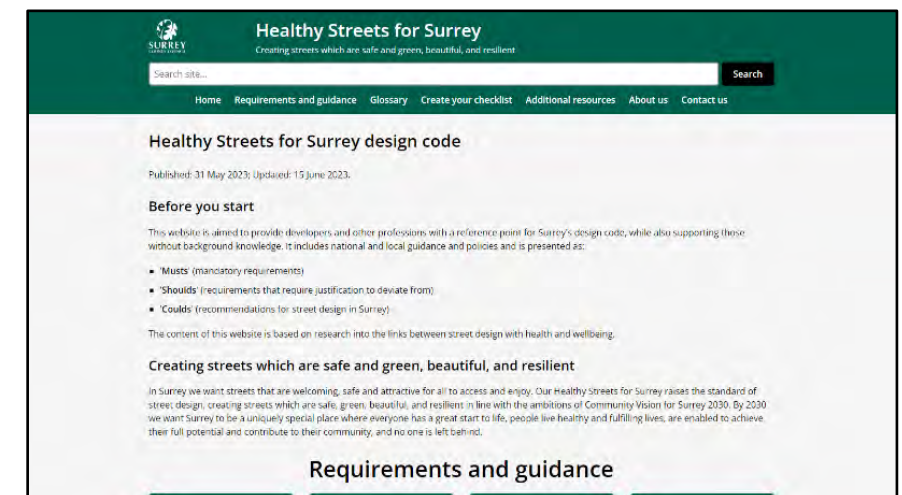 Healthy Streets for Surrey
SURREY
Creating streets which are safe and green, beautiful, and resilient
Search site...
Search
Home Requirements and guidance Glossary Create your checklist Additional resources About us Contact us
Healthy Streets for Surrey design code
Published: 31 May 2023; Updated: 15 June 2023.
Before you start
This website is aimed to provide developers and other professions with a reference point for Surrey's design code, while also supporting those
without background knowledge. It includes national and local guidance and policies and is presented as:
▪ 'Musts' (mandatory requirements)
▪ 'Shoulds' (requirements that require justification to deviate from)
▪ 'Coulds' (recommendations for street design in Surrey)
The content of this website is based on research into the links between street design with health and wellbeing.
Creating streets which are safe and green, beautiful, and resilient
In Surrey we want streets that are welcoming, safe and attractive for all to access and enjoy. Our Healthy Streets for Surrey raises the standard of
street design, creating streets which are safe, green, beautiful, and resilient in line with the ambitions of Community Vision for Surrey 2030. By 2030
we want Surrey to be a uniquely special place where everyone has a great start to life, people live healthy and fulfilling lives, are enabled to achieve
their full potential and contribute to their community, and no one is left behind.
Requirements and guidance